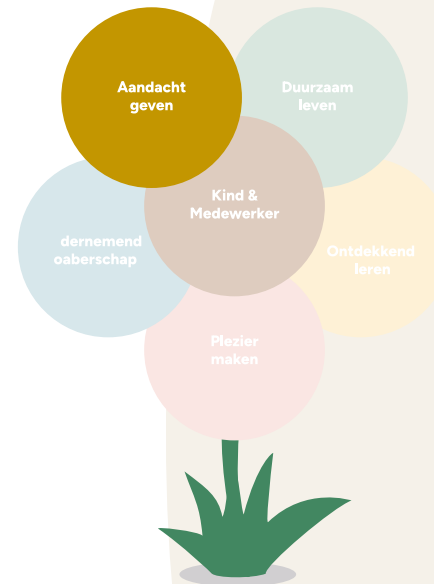 Aandacht
geven
Duurzaam
leven
Kind &
Medewerker
dernemend
oaberschap
Ontdekkend
leren
Plezier
maken